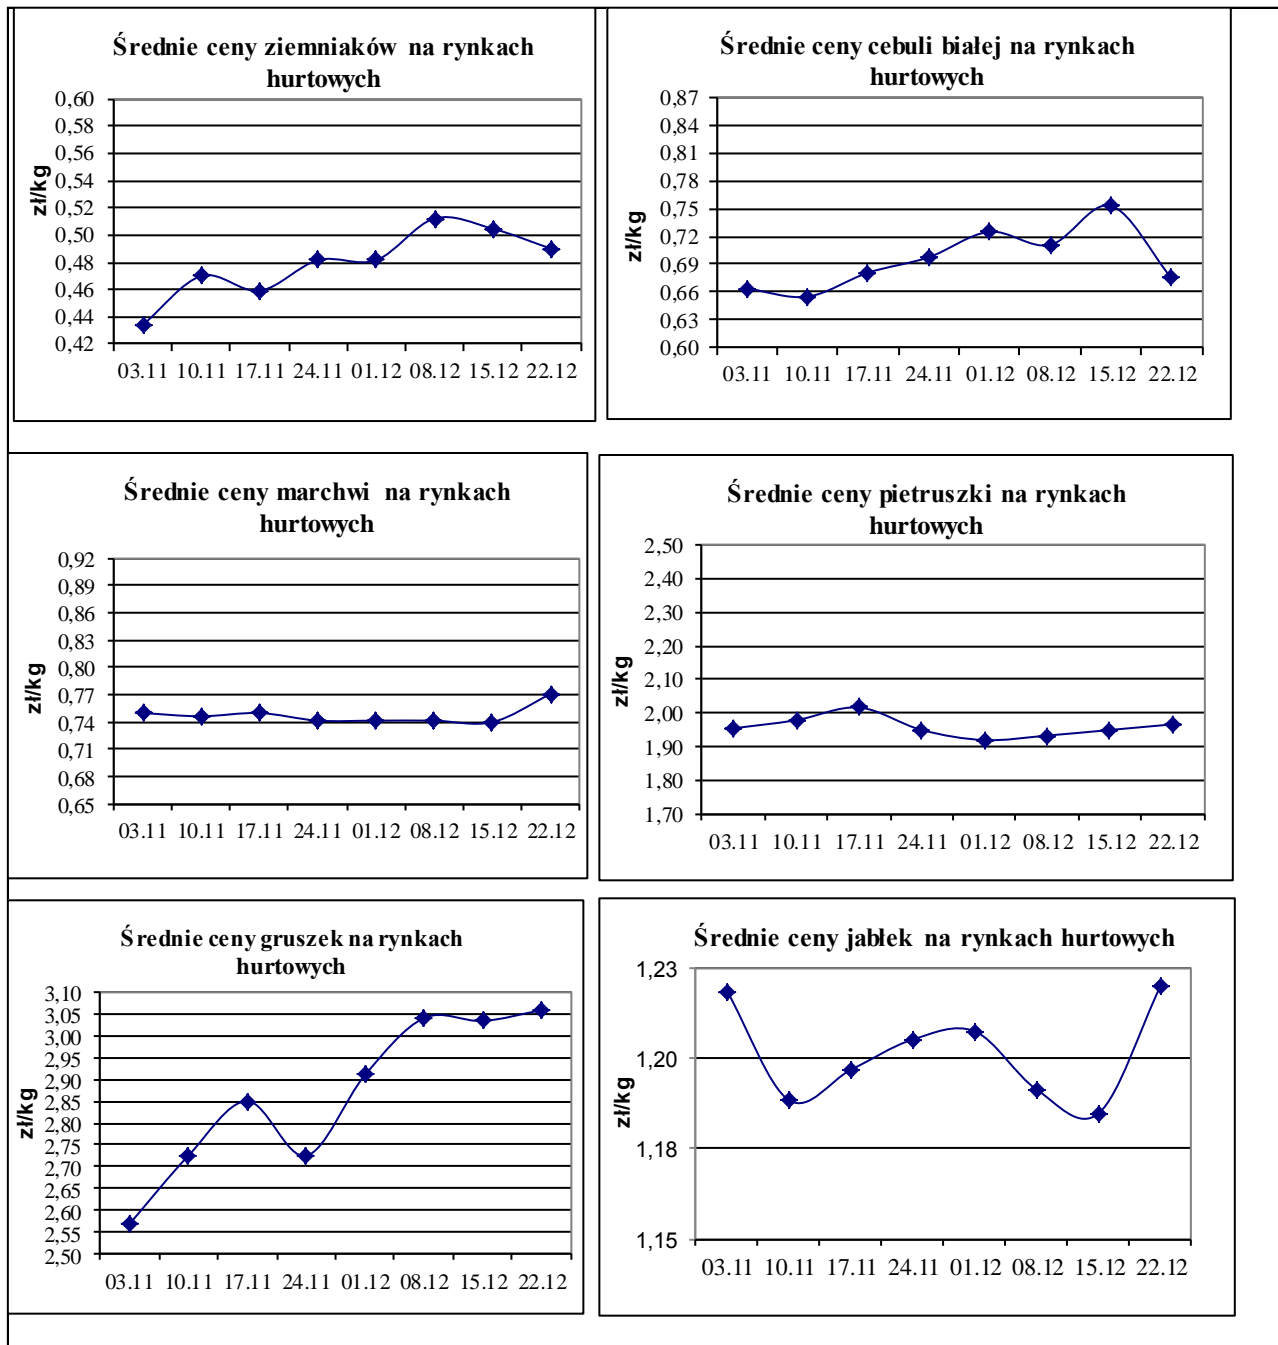 Średnie ceny ziemniaków na rynkach
hurtowych
zł/kg
0,60
0,58
0,56
0,54
0,52
0,50
0,48
0,46
0,44
0,42
03.11 10.11 17.11 24.11 01.12 08.12 15.12 22.12
Średnie ceny cebuli białej na rynkach
hurtowych
zł/kg
0,87
0,84
0,81
0,78
0,75
0,72
0,69
0,66
0,63
0,60
03.11 10.11 17.11 24.11 01.12 08.12 15.12 22.12
Średnie ceny marchwi na rynkach
hurtowych
zł/kg
0,92
0,89
0,86
0,83
0,80
0,77
0,74
0,71
0,68
0,65
03.11 10.11 17.11 24.11 01.12 08.12 15.12 22.12
Średnie ceny pietruszki na rynkach
hurtowych
zł/kg
2,50
2,40
2,30
2,20
2,10
2,00
1,90
1,80
1,70
03.11 10.11 17.11 24.11 01.12 08.12 15.12 22.12
Średnie ceny gruszek na rynkach
hurtowych
zł/kg
3,10
3,05
3,00
2,95
2,90
2,85
2,80
2,75
2,70
2,65
2,60
2,55
2,50
03.11 10.11 17.11 24.11 01.12 08.12 15.12 22.12
Średnie ceny jabłek na rynkach hurtowych
zł/kg
1,23
1,20
1,18
1,15
03.11 10.11 17.11 24.11 01.12 08.12 15.12 22.12